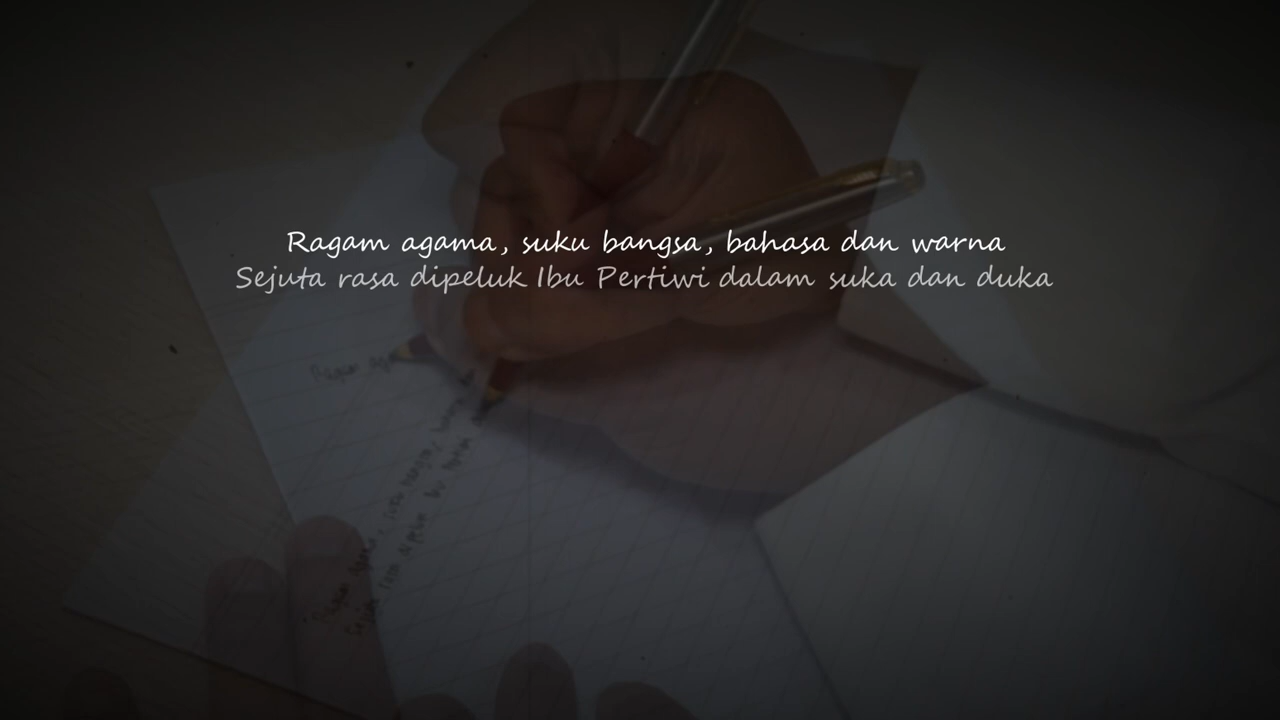 Ragam agama, suku bangsa, bahasa dan warna
Sejuta rasa dipeluk Ibu Pertiwi dalam suka dan duka